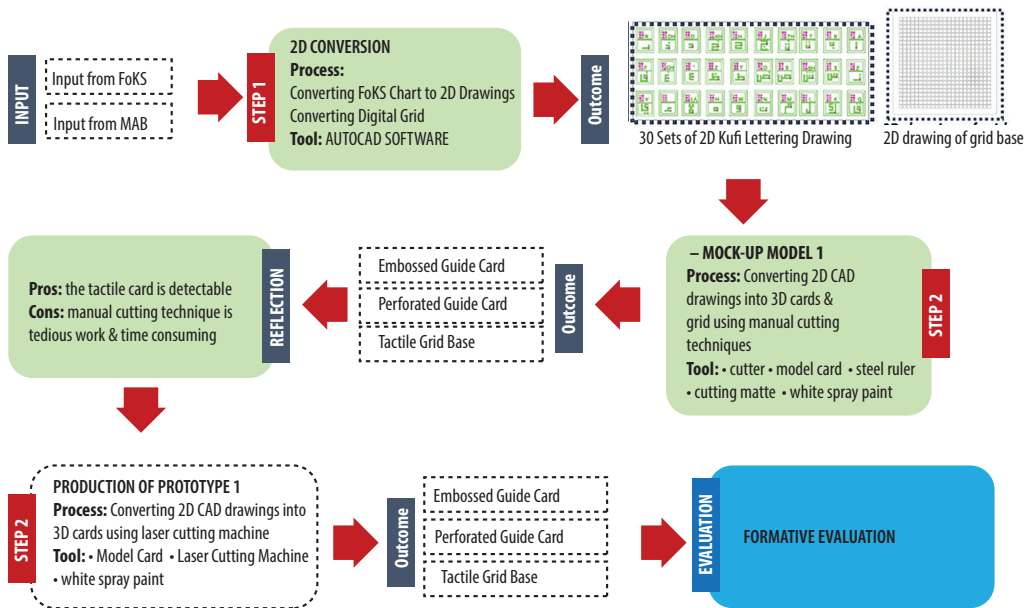 INPUT
Input from FoKS
Input from MAB
STEP 1
2D CONVERSION
Process:
Converting FoKS Chart to 2D Drawings
Converting Digital Grid
Tool: AUTOCAD SOFTWARE
Outcome
30 Sets of 2D Kufi Lettering Drawing
2D drawing of grid base
– MOCK-UP MODEL 1
Process: Converting 2D CAD
drawings into 3D cards &
grid using manual cutting
techniques
Tool: • cutter • model card • steel ruler
• cutting matte • white spray paint
STEP 2
Outcome
Embossed Guide Card
Perforated Guide Card
Tactile Grid Base
REFLECTION
Pros: the tactile card is detectable
Cons: manual cutting technique is
tedious work & time consuming
STEP 2
PRODUCTION OF PROTOTYPE 1
Process: Converting 2D CAD drawings into
3D cards using laser cutting machine
Tool: • Model Card • Laser Cutting Machine
• white spray paint
Outcome
Embossed Guide Card
Perforated Guide Card
Tactile Grid Base
EVALUATION
FORMATIVE EVALUATION